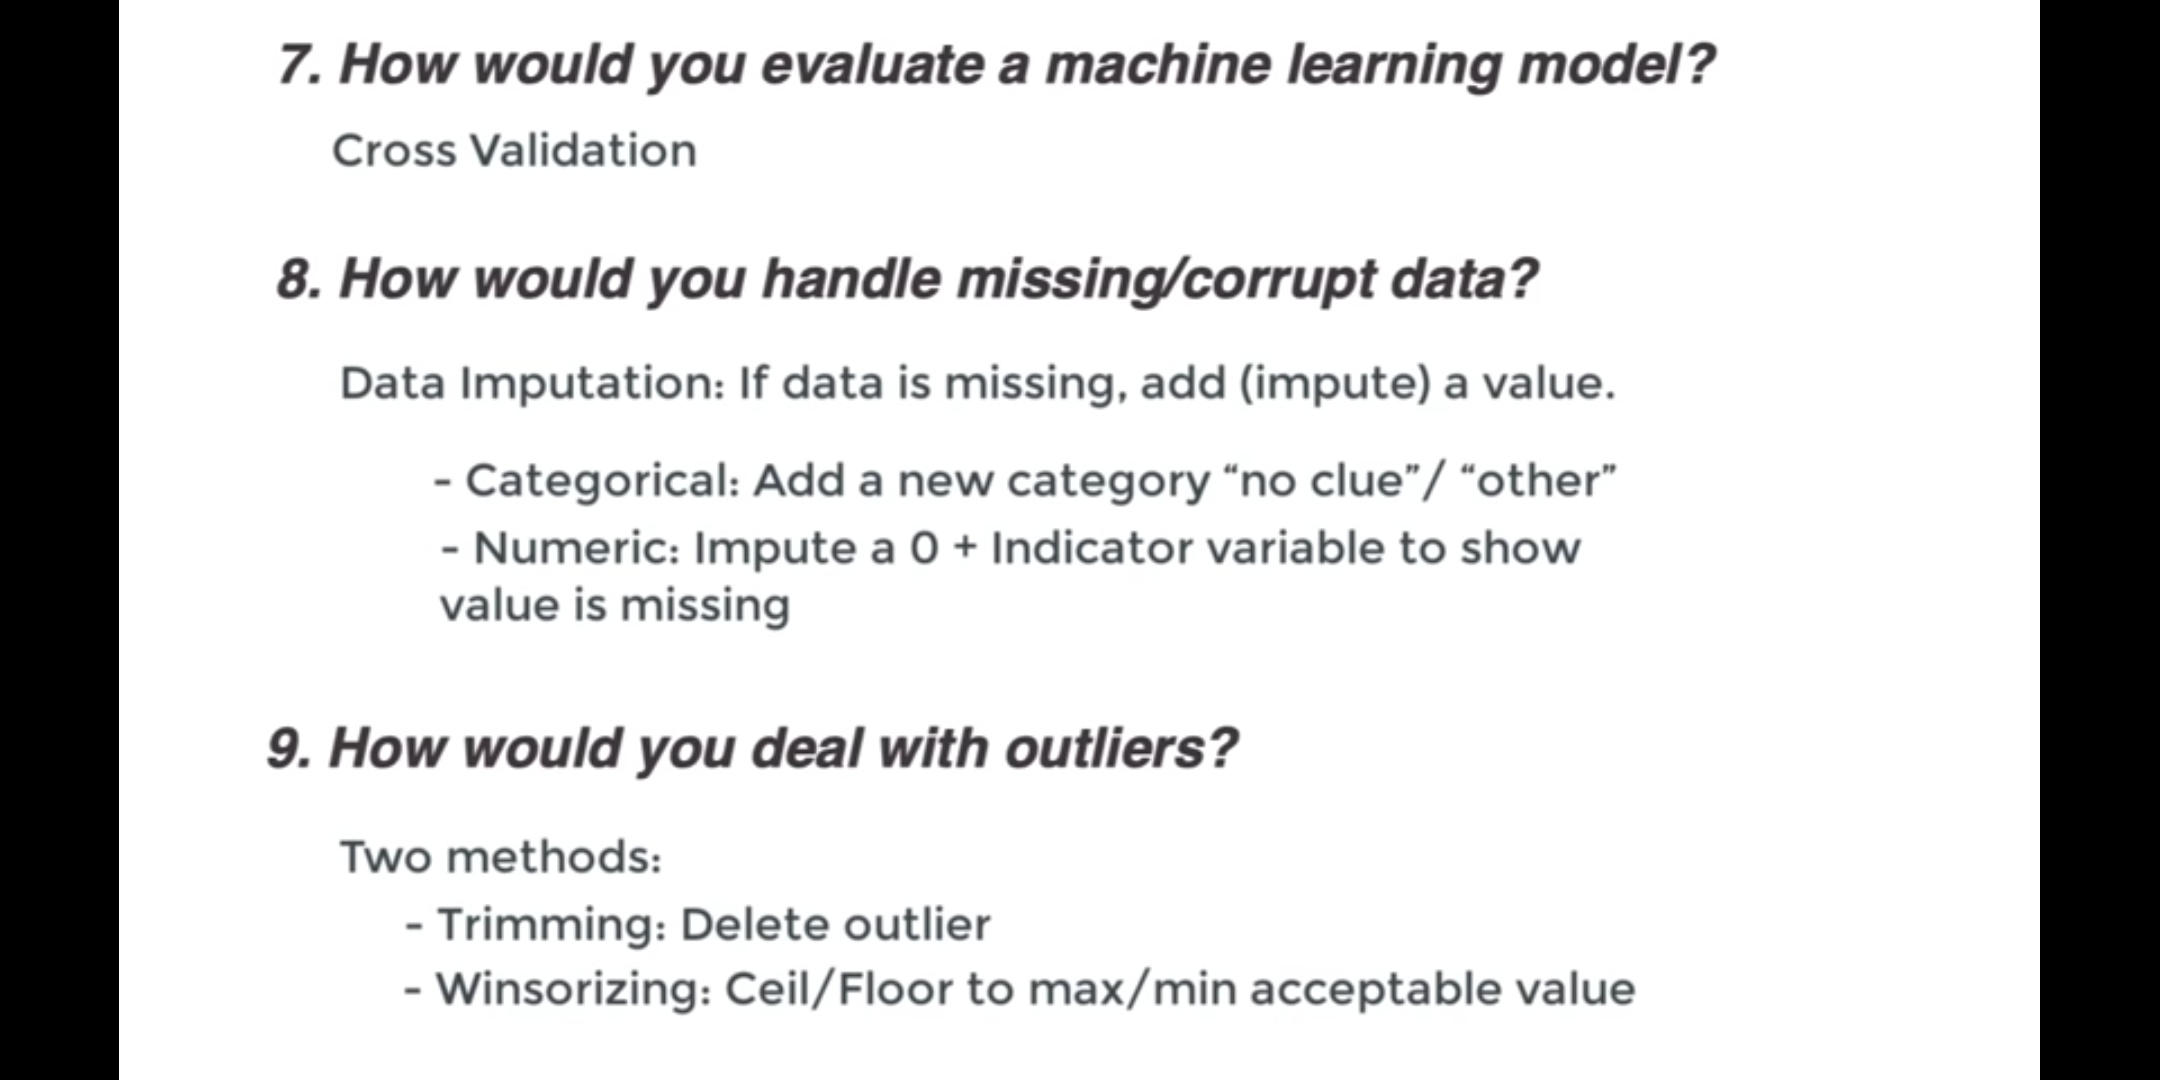 7. How would you evaluate a machine learning model?
Cross Validation
8. How would you handle missing/corrupt data?
Data Imputation: If data is missing, add (impute) a value.
- Categorical: Add a new category “no clue”/ “other”
- Numeric: Impute a 0 + Indicator variable to show
value is missing
9. How would you deal with outliers?
Two methods:
- Trimming: Delete outlier
- Winsorizing: Ceil/Floor to max/min acceptable value